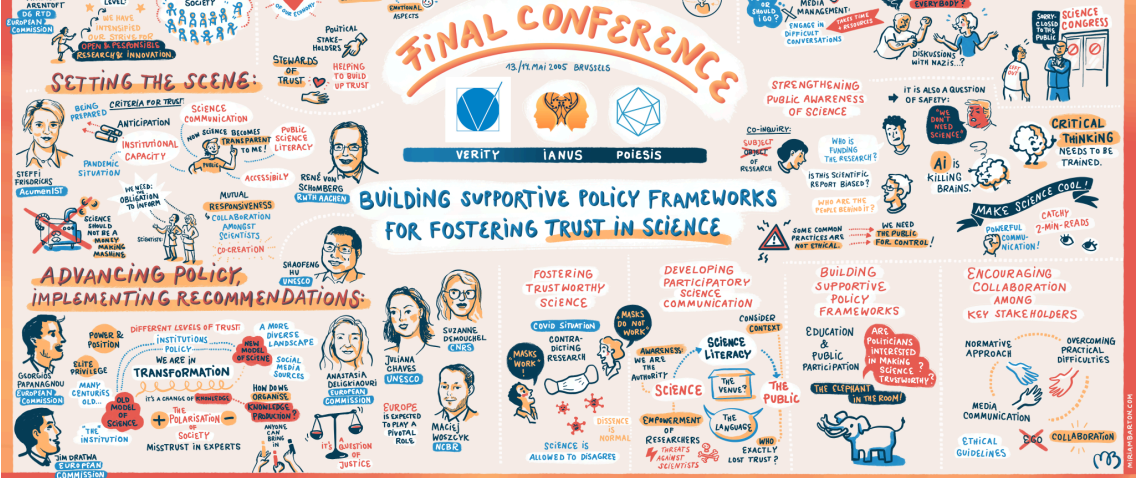 ARENTOFT
DG RTD
EUROPEAN
COMMISSION
LEVEL!
WE HAVE
INTENSIFIED
OUR STRIVE FOR
OPEN & RESPONSIBLE
RESEARCH & INNOVATION
SOCIETY
OF OUR ECONOMY
EMOTIONAL
ASPECTS
POLITICAL
STAKE-
HOLDERS
STEWARDS
OF
TRUST
HELPING
TO BUILD
UP TRUST
FINAL CONFERENCE
13./14. MAI 2005 BRUSSELS
VERITY IANUS POIESIS
BUILDING SUPPORTIVE POLICY FRAMEWORKS
FOR FOSTERING TRUST IN SCIENCE
OR
SHOULD
I GO?
MEDIA
MANAGEMENT:
ENGAGE IN
DIFFICULT
CONVERSATIONS
TAKE TIME
+ RESOURCES
EVERYBODY?
DISCUSSIONS
WITH NAZIS..?
SORRY-
CLOSED
TO THE
PUBLIC
SCIENCE
CONGRESS
LEFT
OUT
SETTING THE SCENE:
BEING
PREPARED
CRITERIA FOR TRUST
ANTICIPATION
INSTITUTIONAL
CAPACITY
PANDEMIC
SITUATION
STEFFI
FRIEDRICHS
ACUMENIST
SCIENCE
COMMUNICATION
NOW SCIENCE BECOMES
TRANSPARENT
TO ME!
PUBLIC
PUBLIC
SCIENCE
LITERACY
ACCESSIBILY
RENÉ VON
SCHOMBERG
RWTH AACHEN
SCIENCE
SHOULD
NOT BE A
MONEY
MAKING
MASHINE
WE NEED:
OBLIGATION
TO INFORM
SCIENTIST
MUTUAL
RESPONSIVENESS
COLLABORATION
AMONGST
SCIENTISTS
CO-CREATION
SHAOFENG
HU
UNESCO
STRENGTHENING
PUBLIC AWARENESS
OF SCIENCE
CO-INQUIRY:
SUBJECT
OBJECT
OF
RESEARCH
WHO IS
FUNDING
THE RESEARCH?
IS THIS SCIENTIFIC
REPORT BIASED?
WHO ARE THE
PEOPLE BEHIND IT?
SOME COMMON
PRACTICES ARE
NOT ETHICAL.
WE NEED
THE PUBLIC
FOR CONTROL!
IT IS ALSO A QUESTION
OF SAFETY:
"WE
DON'T
NEED
SCIENCE"
AI IS
KILLING
BRAINS.
CRITICAL
THINKING
NEEDS TO BE
TRAINED.
MAKE SCIENCE COOL!
POWERFUL
COMMU-
NICATION!
CATCHY
2-MIN-READS
ADVANCING POLICY,
IMPLEMENTING RECOMMENDATIONS:
GEORGIOS
PAPANAGNOU
EUROPEAN
COMMISSION
JIM DRATWA
EUROPEAN
COMMISSION
POWER &
POSITION
ELITE
PRIVILEGE
MANY
CENTURIES
OLD...
"THE
INSTITUTION
DIFFERENT LEVELS OF TRUST
INSTITUTIONS
POLICY
WE ARE IN
TRANSFORMATION
IT'S A CHANGE OF KNOWLEDGE
OLD
MODEL OF
SCIENCE
NEW
MODEL OF
SCIENCE
THE
POLARISATION
OF
SOCIETY
MISSTRUST IN EXPERTS
A MORE
DIVERSE
LANDSCAPE
SOCIAL
MEDIA
SOURCES
HOW DO WE
ORGANISE
KNOWLEDGE
PRODUCTION?
ANYONE
CAN
BRING
IN
IT'S A
QUESTION
OF
JUSTICE
ANASTASIA
DELIGKIAOURI
EUROPEAN
COMMISSION
JULIANA
CHAVES
UNESCO
SUZANNE
DEMOUCHEL
CNRS
EUROPE
IS EXPECTED
TO PLAY A
PIVOTAL
ROLE
MACIEJ
WOSZYK
NCBR
FOSTERING
TRUSTWORTHY
SCIENCE
COVID SITUATION
CONTRA-
DICTING
RESEARCH
MASKS
WORK!
MASKS
DO NOT
WORK"
DISSENCE
IS
NORMAL
SCIENCE IS
ALLOWED TO DISAGREE
DEVELOPING
PARTICIPATORY
SCIENCE
COMMUNICATION
AWARENESS:
WE ARE
THE
AUTHORITY
SCIENCE
LITERACY
CONSIDER
CONTEXT
SCIENCE
THE
VENUE?
THE
PUBLIC
THE
LANGUAGE
EMPOWERMENT
OF
RESEARCHERS
THREATS
AGAINST
SCIENTISTS
WHO
EXACTLY
LOST TRUST?
BUILDING
SUPPORTIVE
POLICY
FRAMEWORKS
EDUCATION
&
PUBLIC
PARTICIPATION
ARE
POLITICIANS
INTERESTED IN
MAKING
SCIENCE
TRUSTWORTHY?
THE ELEPHANT
IN THE ROOM!
ENCOURAGING
COLLABORATION
AMONG
KEY STAKEHOLDERS
NORMATIVE
APPROACH
OVERCOMING
PRACTICAL
DIFFICULTIES
MEDIA
COMMUNICATION
ETHICAL
GUIDELINES
EGO
COLLABORATION
MIRIAMBARTON.COM